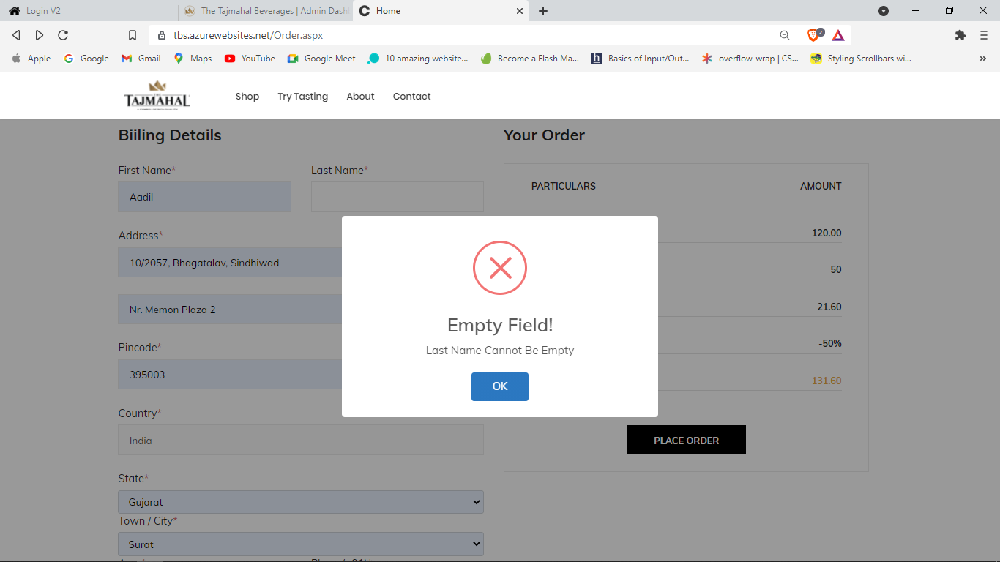 Login V2
The Tajmahal Beverages | Admin Dash
Home
tbs.azurewebsites.net/Order.aspx
2
Apple
Google
Gmail
Maps
YouTube
Google Meet
10 amazing website...
Become a Flash Ma...
Basics of Input/Out...
overflow-wrap | CS...
Styling Scrollbars wi...
THE
TAJMAHAL
Shop
Try Tasting
About
Contact
Biiling Details
Your Order
First Name*
Last Name*
Aadil
PARTICULARS
AMOUNT
120.00
Address*
10/2057, Bhagatalav, Sindhiwad
50
Nr. Memon Plaza 2
21.60
Empty Field!
Last Name Cannot Be Empty
OK
Pincode*
-50%
395003
131.60
Country*
India
PLACE ORDER
State*
Gujarat
Town / City*
Surat